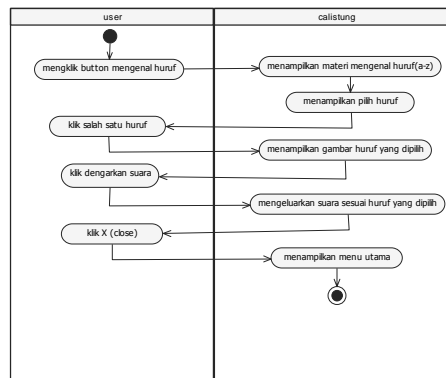 user
calistung
mengklik button mengenal huruf
menampilkan materi mengenal huruf(a-z)
menampilkan pilih huruf
klik salah satu huruf
menampilkan gambar huruf yang dipilih
klik dengarkan suara
mengeluarkan suara sesuai huruf yang dipilih
klik X (close)
menampilkan menu utama